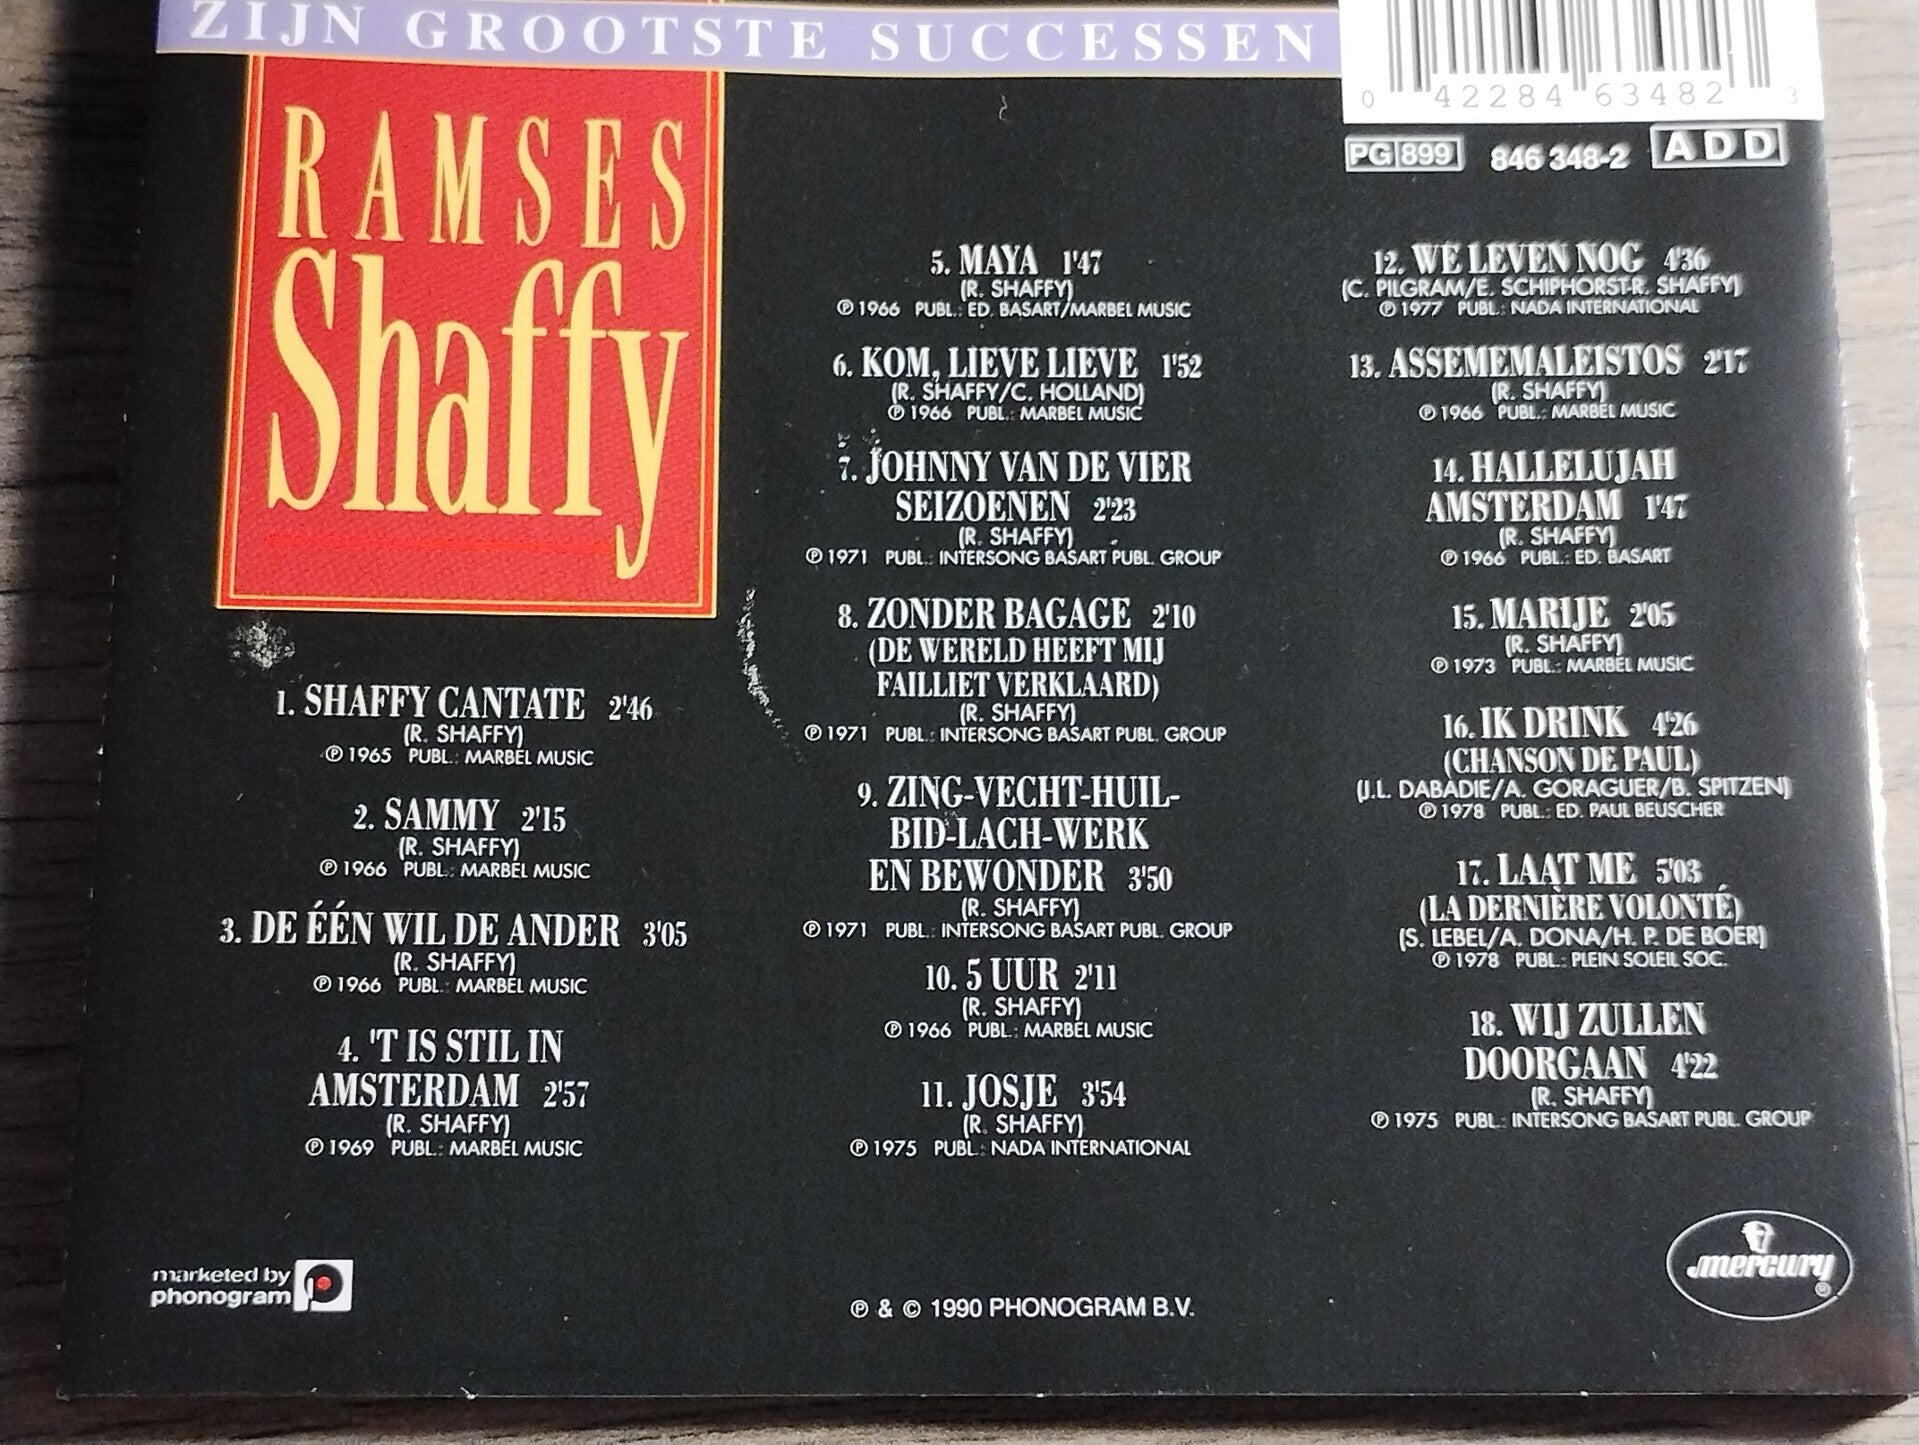 ZIJN GROOTSTE SUCCESSEN
RAMSES
Shaffy
0 42284 63482 3
PG 899 846 348-2 ADD
1. SHAFFY CANTATE 2'46
(R. SHAFFY)
℗ 1965 PUBL.: MARBEL MUSIC
2. SAMMY 2'15
(R. SHAFFY)
℗ 1966 PUBL.: MARBEL MUSIC
3. DE ÉÉN WIL DE ANDER 3'05
(R. SHAFFY)
℗ 1966 PUBL.: MARBEL MUSIC
4. 'T IS STIL IN
AMSTERDAM 2'57
(R. SHAFFY)
℗ 1969 PUBL.: MARBEL MUSIC
5. MAYA 1'47
(R. SHAFFY)
℗ 1966 PUBL.: ED. BASART/MARBEL MUSIC
6. KOM, LIEVE LIEVE 1'52
(R. SHAFFY/C. HOLLAND)
℗ 1966 PUBL.: MARBEL MUSIC
7. JOHNNY VAN DE VIER
SEIZOENEN 2'23
(R. SHAFFY)
℗ 1971 PUBL.: INTERSONG BASART PUBL. GROUP
8. ZONDER BAGAGE 2'10
(DE WERELD HEEFT MIJ
FAILLIET VERKLAARD)
(R. SHAFFY)
℗ 1971 PUBL.: INTERSONG BASART PUBL. GROUP
9. ZING-VECHT-HUIL-
BID-LACH-WERK
EN BEWONDER 3'50
(R. SHAFFY)
℗ 1971 PUBL.: INTERSONG BASART PUBL. GROUP
10. 5 UUR 2'11
(R. SHAFFY)
℗ 1966 PUBL.: MARBEL MUSIC
11. JOSJE 3'54
(R. SHAFFY)
℗ 1975 PUBL.: NADA INTERNATIONAL
12. WE LEVEN NOG 4'36
(C. PILGRAM/E. SCHIPHORST-R. SHAFFY)
℗ 1977 PUBL.: NADA INTERNATIONAL
13. ASSEMEMALEISTOS 2'17
(R. SHAFFY)
℗ 1966 PUBL.: MARBEL MUSIC
14. HALLELUJAH
AMSTERDAM 1'47
(R. SHAFFY)
℗ 1966 PUBL.: ED. BASART
15. MARIJE 2'05
(R. SHAFFY)
℗ 1973 PUBL.: MARBEL MUSIC
16. IK DRINK 4'26
(CHANSON DE PAUL)
(J.L. DABADIE/A. GORAGUER/B. SPITZEN)
℗ 1978 PUBL.: ED. PAUL BEUSCHER
17. LAAT ME 5'03
(LA DERNIÈRE VOLONTÉ)
(S. LEBEL/A. DONA/H. P. DE BOER)
℗ 1978 PUBL.: PLEIN SOLEIL SOC.
18. WIJ ZULLEN
DOORGAAN 4'22
(R. SHAFFY)
℗ 1975 PUBL.: INTERSONG BASART PUBL. GROUP
marketed by
phonogram
℗ & © 1990 PHONOGRAM B.V.
mercury ®